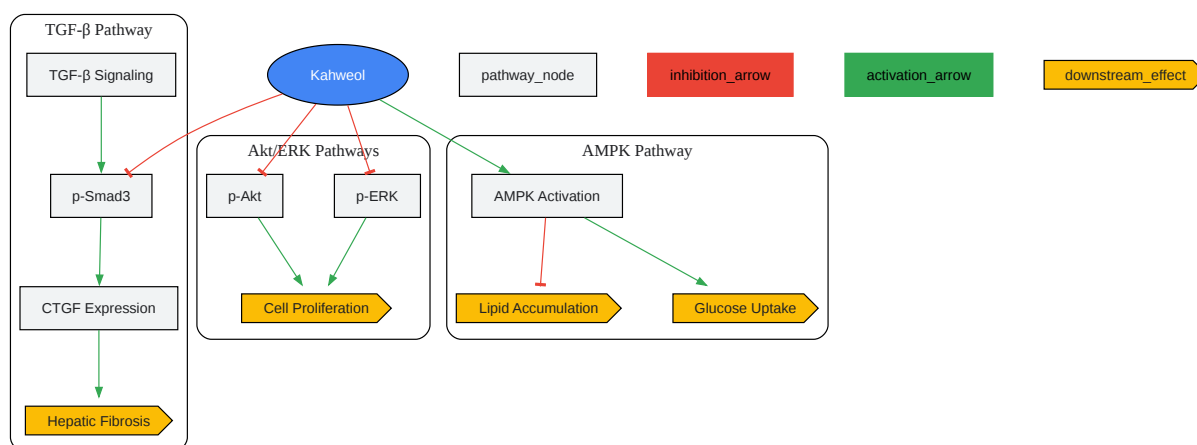 TGF-β Pathway
TGF-β Signaling
Kahweol
pathway_node
inhibition_arrow
activation_arrow
downstream_effect
Akt/ERK Pathways
AMPK Pathway
p-Smad3
p-Akt
p-ERK
AMPK Activation
CTGF Expression
Cell Proliferation
Lipid Accumulation
Glucose Uptake
Hepatic Fibrosis